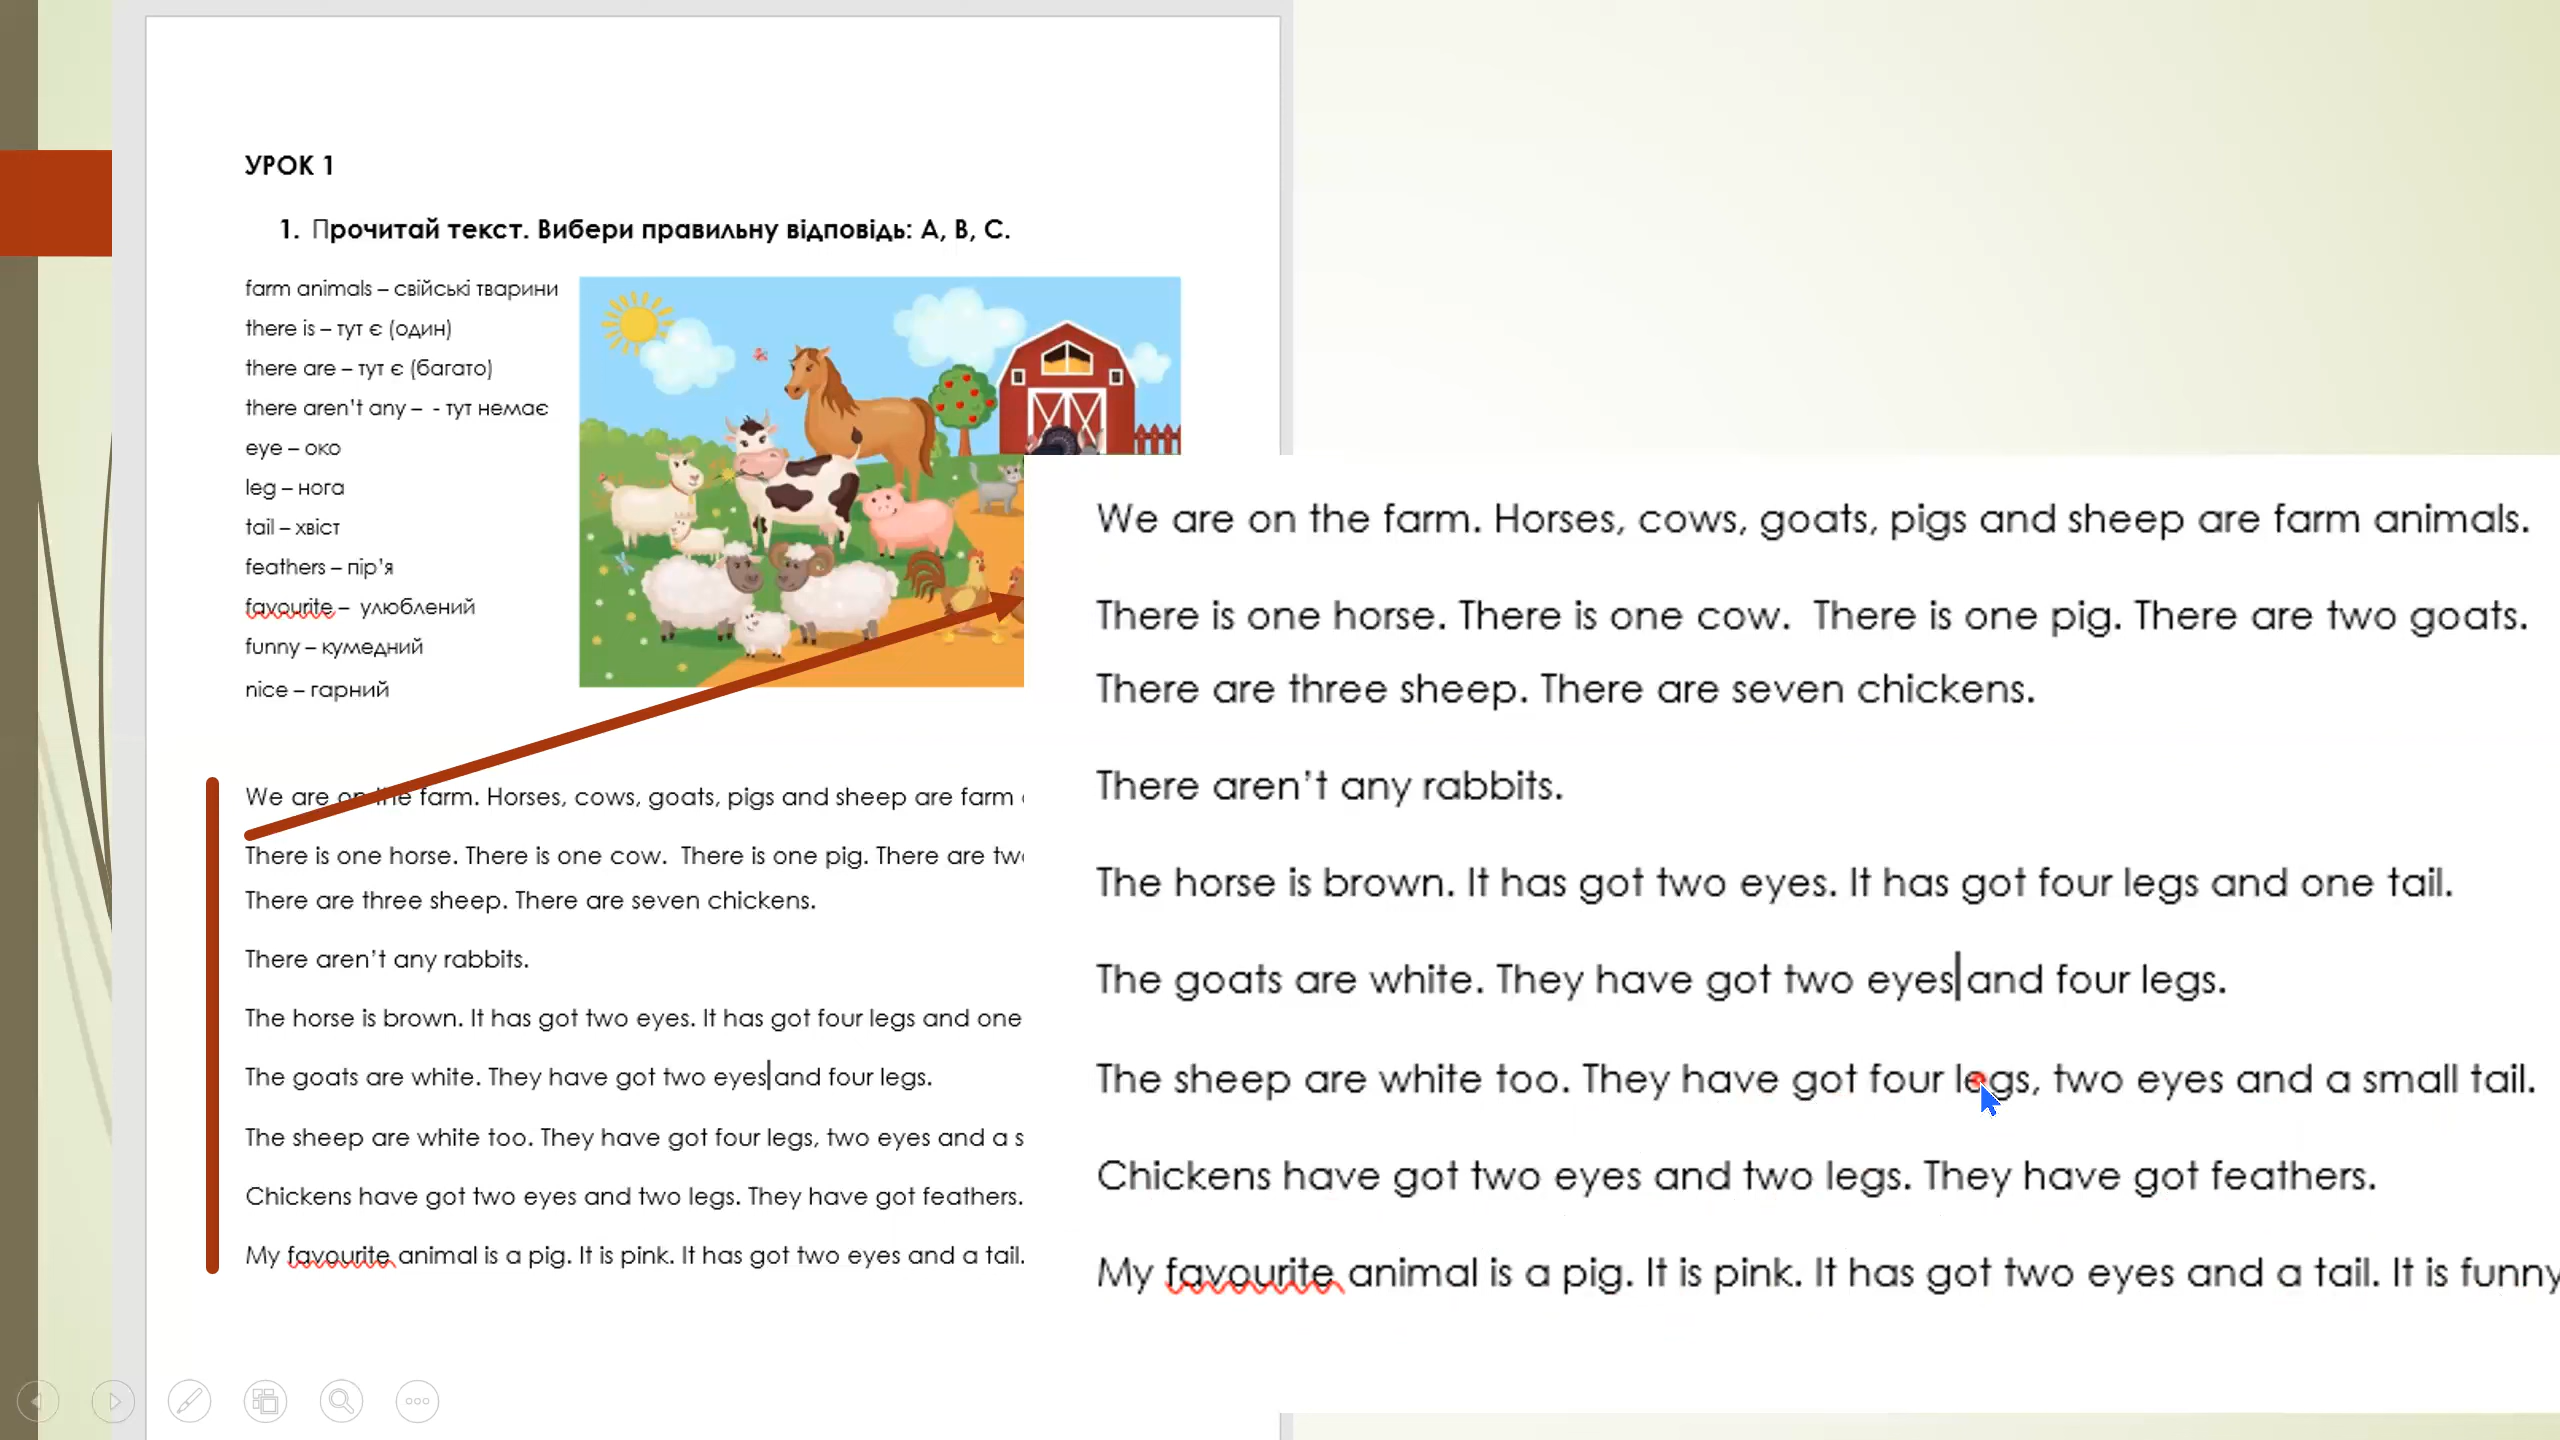 УРОК 1
1. Прочитай текст. Вибери правильну відповідь: А, В, С.
farm animals – свійські тварини
there is – тут є (один)
there are – тут є (багато)
there aren't any – - тут немає
eye – око
leg – нога
tail – хвіст
feathers – пір'я
favourite – улюблений
funny – кумедний
nice – гарний
We are on the farm. Horses, cows, goats, pigs and sheep are farm
There is one horse. There is one cow. There is one pig. There are
There are three sheep. There are seven chickens.
There aren't any rabbits.
The horse is brown. It has got two eyes. It has got four legs and one
The goats are white. They have got two eyes and four legs.
The sheep are white too. They have got four legs, two eyes and a
Chickens have got two eyes and two legs. They have got feathers.
My favourite animal is a pig. It is pink. It has got two eyes and a tail.
We are on the farm. Horses, cows, goats, pigs and sheep are farm animals.
There is one horse. There is one cow. There is one pig. There are two goats.
There are three sheep. There are seven chickens.
There aren't any rabbits.
The horse is brown. It has got two eyes. It has got four legs and one tail.
The goats are white. They have got two eyes and four legs.
The sheep are white too. They have got four legs, two eyes and a small tail.
Chickens have got two eyes and two legs. They have got feathers.
My favourite animal is a pig. It is pink. It has got two eyes and a tail. It is funny